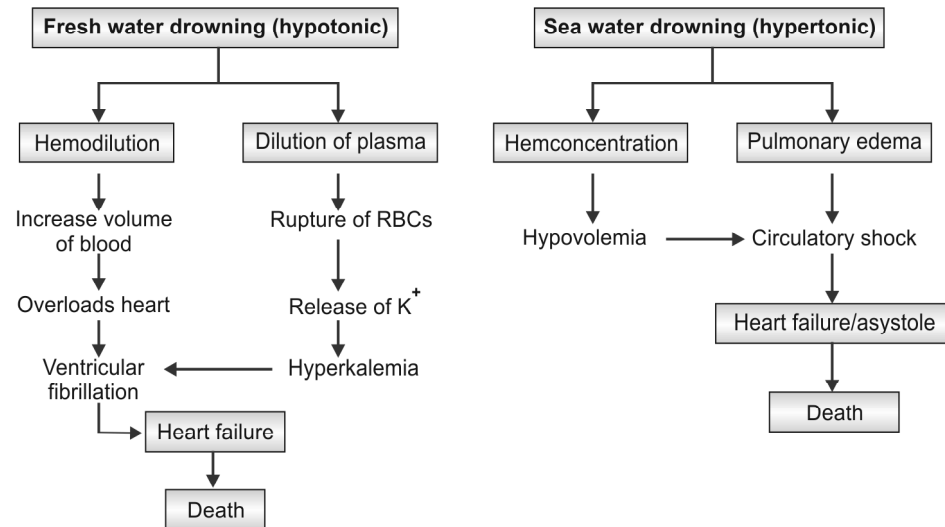 Fresh water drowning (hypotonic)
Hemodilution
Dilution of plasma
Increase volume
of blood
Rupture of RBCs
Overloads heart
Release of K+
Ventricular
fibrillation
Hyperkalemia
Heart failure
Death
Sea water drowning (hypertonic)
Hemconcentration
Pulmonary edema
Hypovolemia
Circulatory shock
Heart failure/asystole
Death